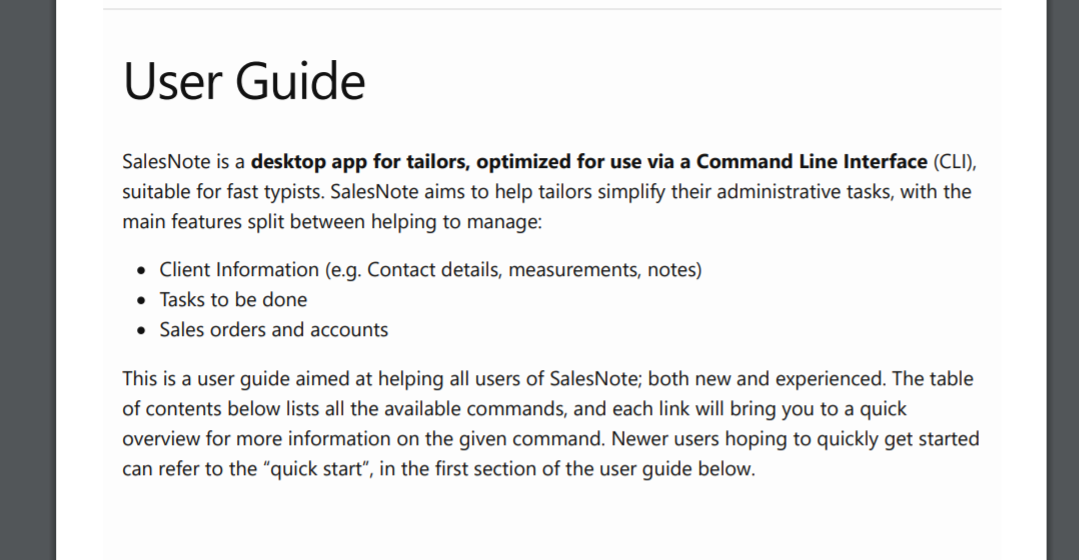 User Guide
SalesNote is a desktop app for tailors, optimized for use via a Command Line Interface (CLI),
suitable for fast typists. SalesNote aims to help tailors simplify their administrative tasks, with the
main features split between helping to manage:
• Client Information (e.g. Contact details, measurements, notes)
• Tasks to be done
• Sales orders and accounts
This is a user guide aimed at helping all users of SalesNote; both new and experienced. The table
of contents below lists all the available commands, and each link will bring you to a quick
overview for more information on the given command. Newer users hoping to quickly get started
can refer to the “quick start”, in the first section of the user guide below.